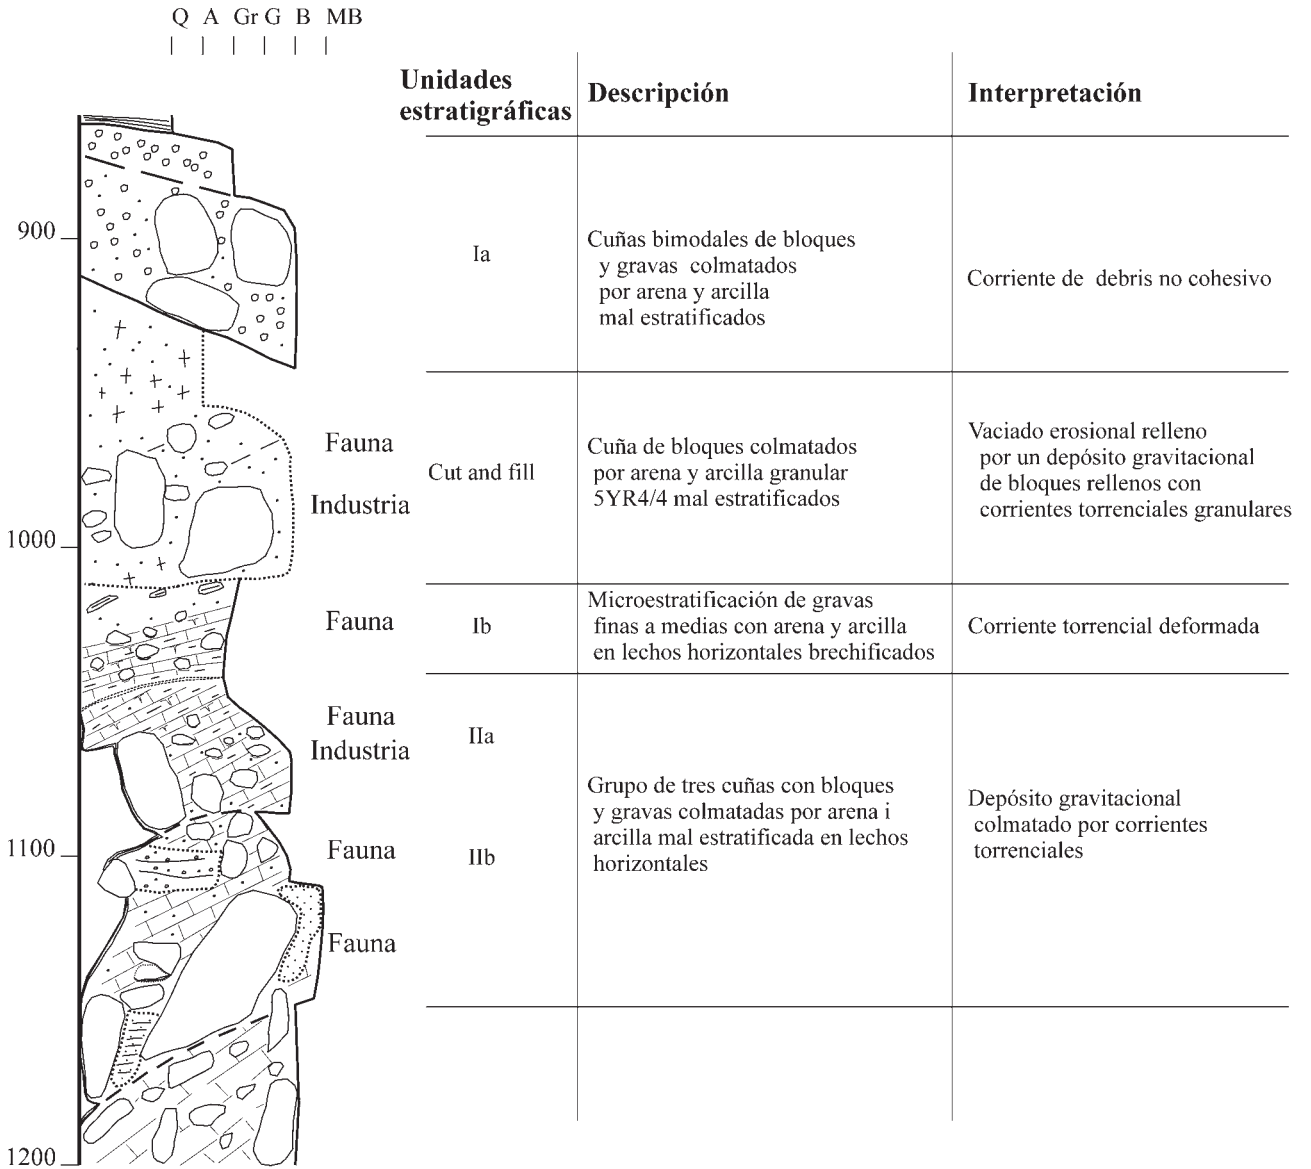 Q A Gr G B MB
Unidades
estratigráficas
Descripción
Interpretación
900
Ia
Cuñas bimodales de bloques
y gravas colmatados
por arena y arcilla
mal estratificados
Corriente de debris no cohesivo
Fauna
Industria
Cut and fill
Cuña de bloques colmatados
por arena y arcilla granular
5YR4/4 mal estratificados
Vaciado erosional relleno
por un depósito gravitacional
de bloques rellenos con
corrientes torrenciales granulares
1000
Fauna
Ib
Microestratificación de gravas
finas a medias con arena y arcilla
en lechos horizontales brechificados
Corriente torrencial deformada
Fauna
Industria
IIa
Grupo de tres cuñas con bloques
y gravas colmatadas por arena i
arcilla mal estratificada en lechos
horizontales
Depósito gravitacional
colmatado por corrientes
torrenciales
1100
Fauna
IIb
Fauna
1200